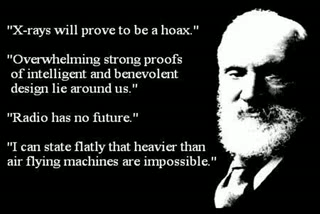 "X-rays will prove to be a hoax."
"Overwhelming strong proofs
of intelligent and benevolent
design lie around us."
"Radio has no future."
"I can state flatly that heavier than
air flying machines are impossible."